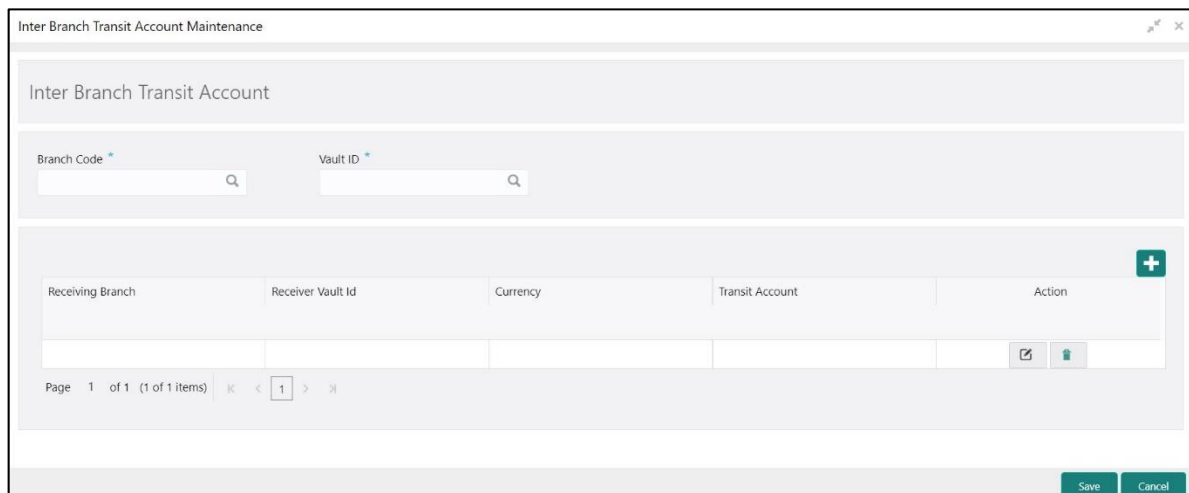 Inter Branch Transit Account Maintenance
Inter Branch Transit Account
Branch Code * Vault ID *
Receiving Branch Receiver Vault Id Currency Transit Account Action
Page 1 of 1 (1 of 1 items) 1
Save Cancel